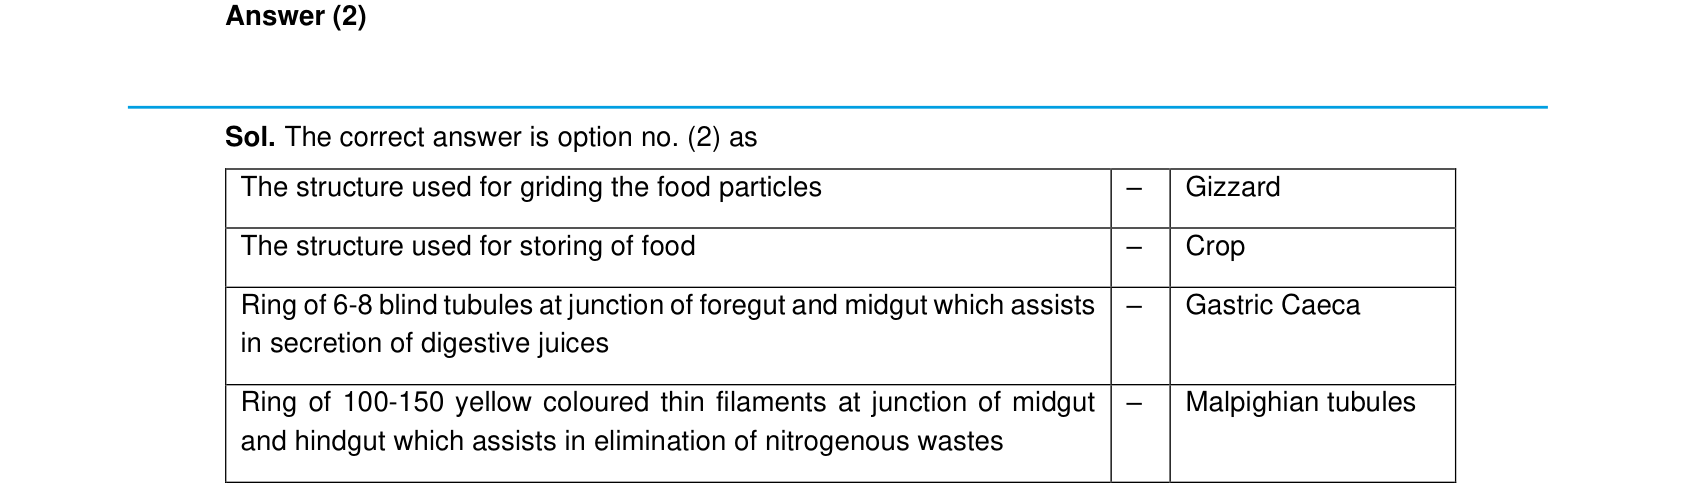 Answer (2)
Sol. The correct answer is option no. (2) as
The structure used for griding the food particles – Gizzard
The structure used for storing of food – Crop
Ring of 6-8 blind tubules at junction of foregut and midgut which assists – Gastric Caeca
in secretion of digestive juices
Ring of 100-150 yellow coloured thin filaments at junction of midgut – Malpighian tubules
and hindgut which assists in elimination of nitrogenous wastes